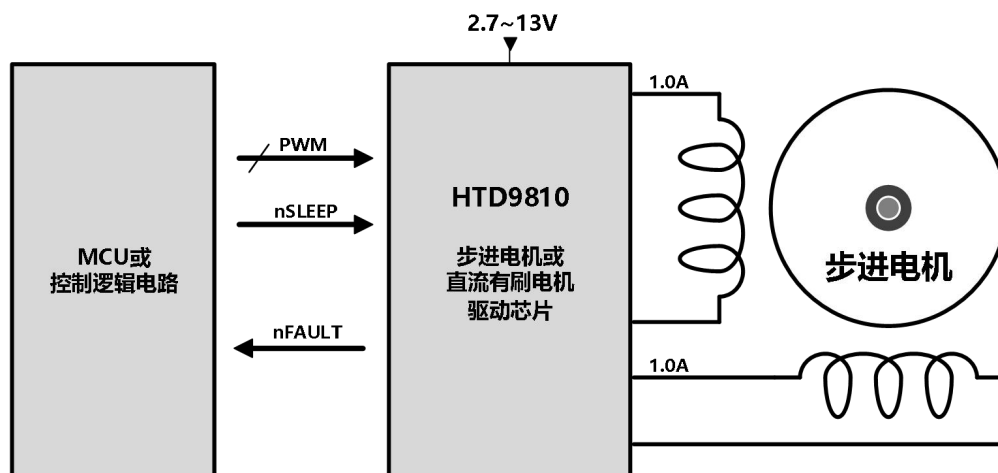 2.7~13V
1.0A
PWM
HTD9810
nSLEEP
MCU或
控制逻辑电路
步进电机或
直流有刷电机
驱动芯片
步进电机
nFAULT
1.0A